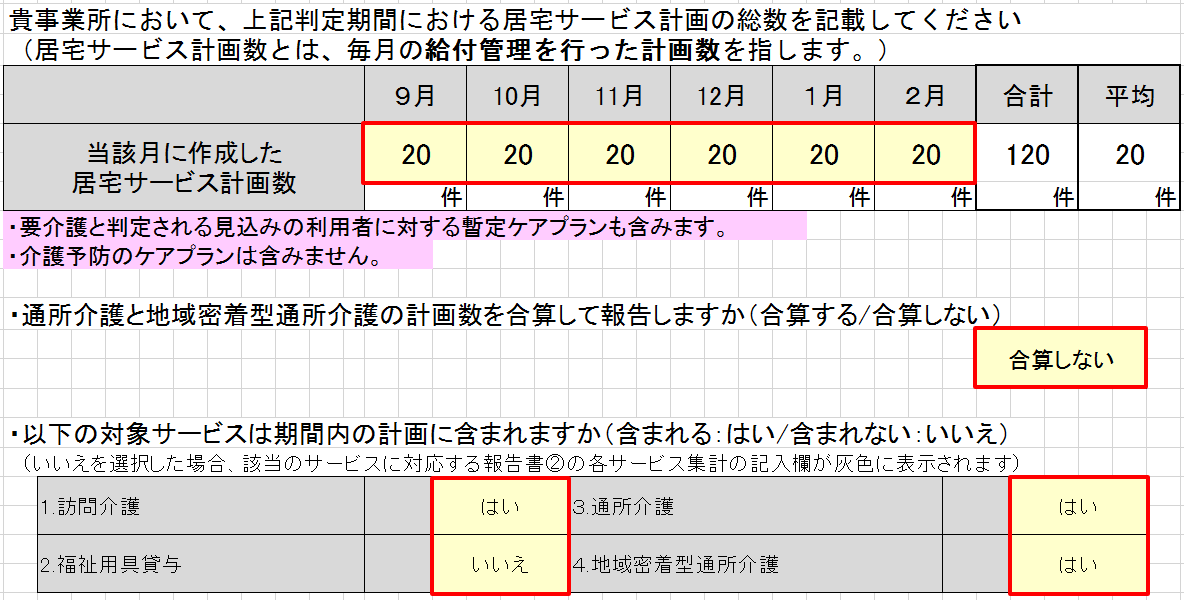 貴事業所において、上記判定期間における居宅サービス計画の総数を記載してください
（居宅サービス計画数とは、毎月の給付管理を行った計画数を指します。）
９月 10月 11月 12月 １月 ２月 合計 平均
当該月に作成した
居宅サービス計画数
20 20 20 20 20 20 120 20
件 件 件 件 件 件 件 件
・要介護と判定される見込みの利用者に対する暫定ケアプランも含みます。
・介護予防のケアプランは含みません。
・通所介護と地域密着型通所介護の計画数を合算して報告しますか（合算する/合算しない）
合算しない
・以下の対象サービスは期間内の計画に含まれますか（含まれる：はい/含まれない：いいえ）
（いいえを選択した場合、該当のサービスに対応する報告書②の各サービス集計の記入欄が灰色に表示されます）
1.訪問介護 はい 3.通所介護 はい
2.福祉用具貸与 いいえ 4.地域密着型通所介護 はい